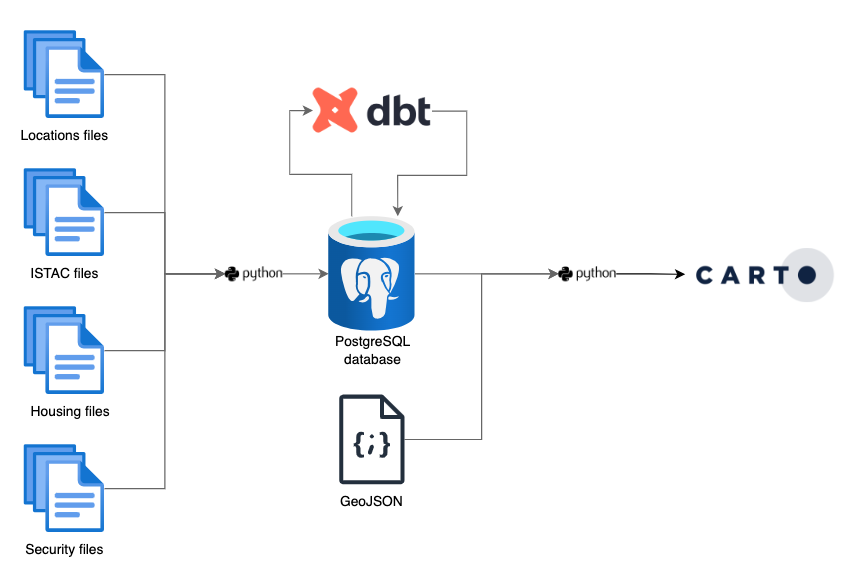 Locations files
ISTAC files
Housing files
Security files
python
dbt
PostgreSQL
database
{;}
GeoJSON
python
CARTO